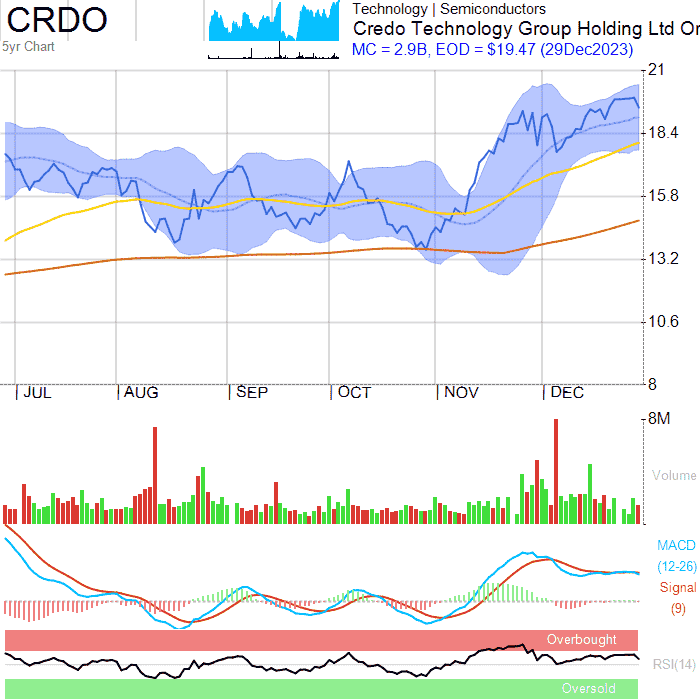 CRDO
5yr Chart
Technology | Semiconductors
Credo Technology Group Holding Ltd Or
MC = 2.9B, EOD = $19.47 (29Dec2023)
21
18.4
15.8
13.2
10.6
8
JUL
AUG
SEP
OCT
NOV
DEC
8M
Volume
MACD
(12-26)
Signal
(9)
Overbought
RSI(14)
Oversold